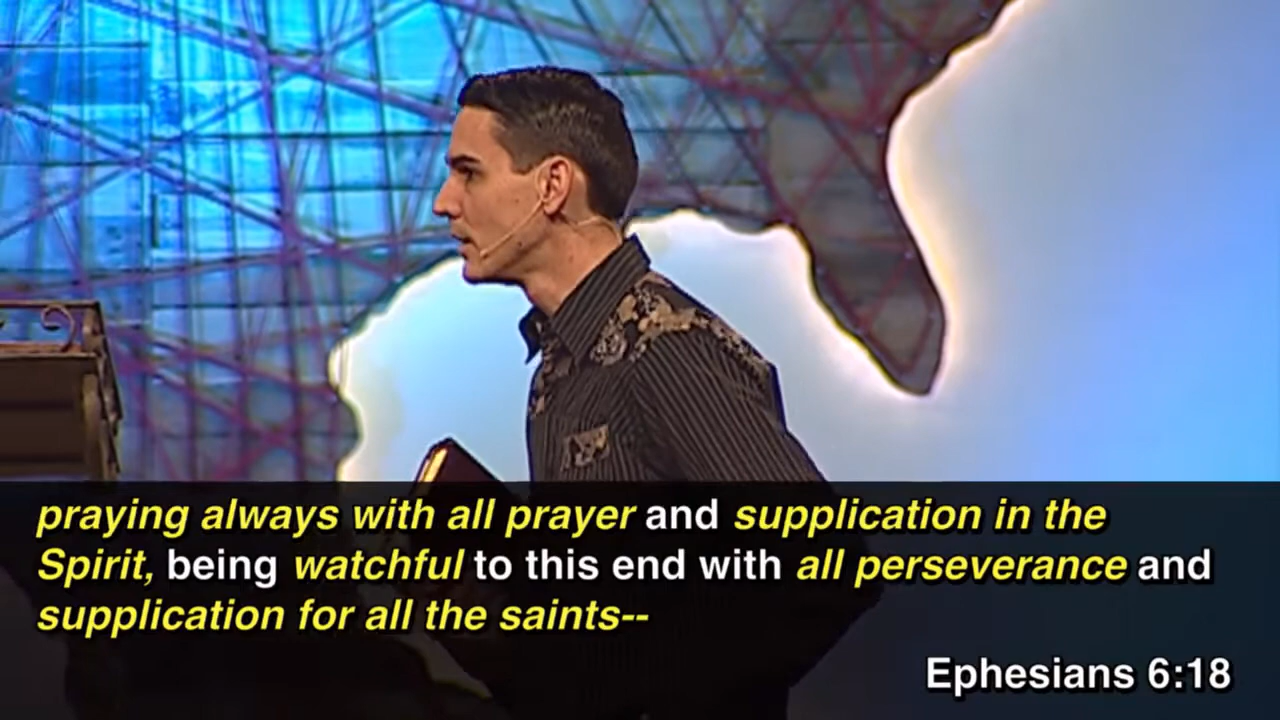 praying always with all prayer and supplication in the
Spirit, being watchful to this end with all perseverance and
supplication for all the saints--
Ephesians 6:18